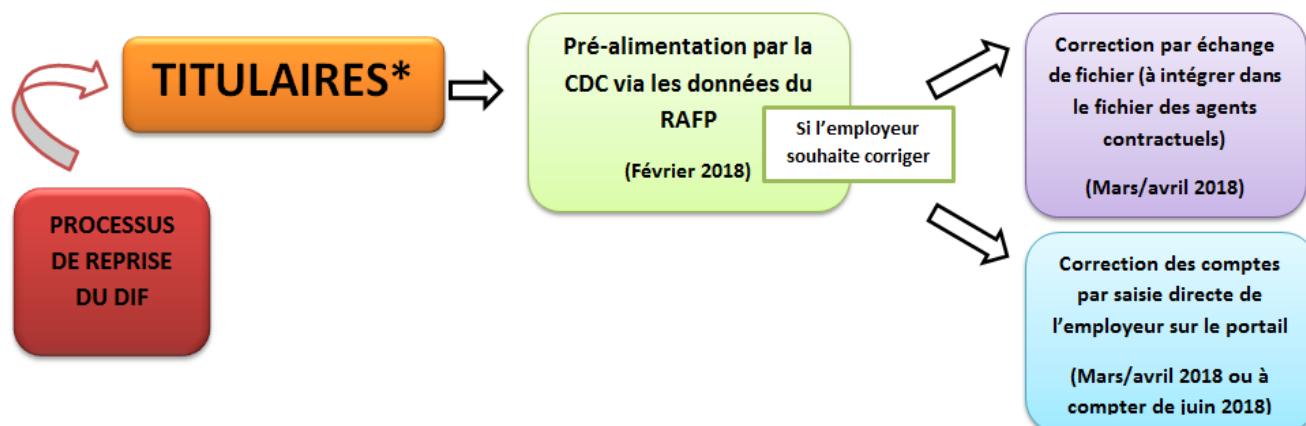 PROCESSUS
DE REPRISE
DU DIF
TITULAIRES*
Pré-alimentation par la
CDC via les données du
RAFP
(Février 2018)
Si l'employeur
souhaite corriger
Correction par échange
de fichier (à intégrer dans
le fichier des agents
contractuels)
(Mars/avril 2018)
Correction des comptes
par saisie directe de
l'employeur sur le portail
(Mars/avril 2018 ou à
compter de juin 2018)